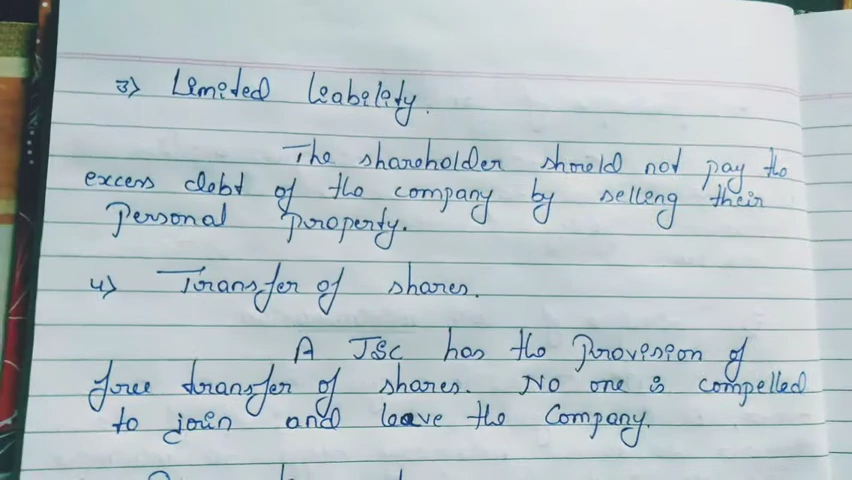 3) Limited liability.
The shareholder should not pay the
excess debt of the company by selling their
Personal property.
4) Transfer of shares.
A JSC has the Provision of
free transfer of shares. No one is compelled
to join and leave the Company.